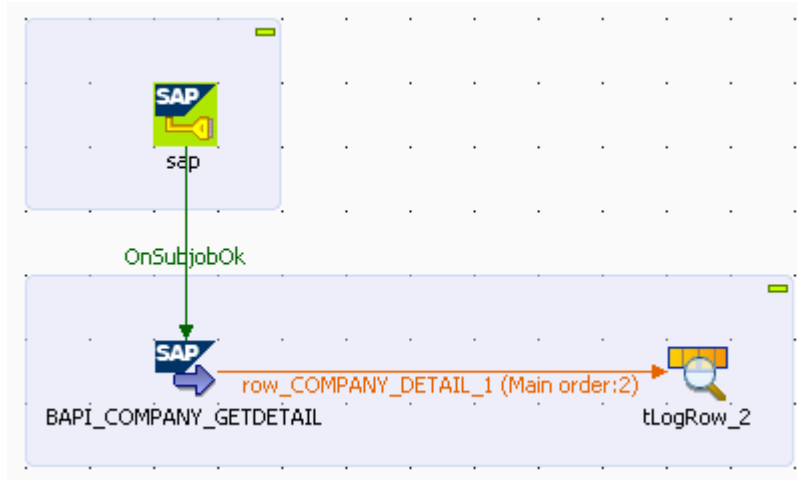 SAP
sap
OnSubjobOk
SAP
row_COMPANY_DETAIL_1 (Main order:2)
BAPI_COMPANY_GETDETAIL
tLogRow_2